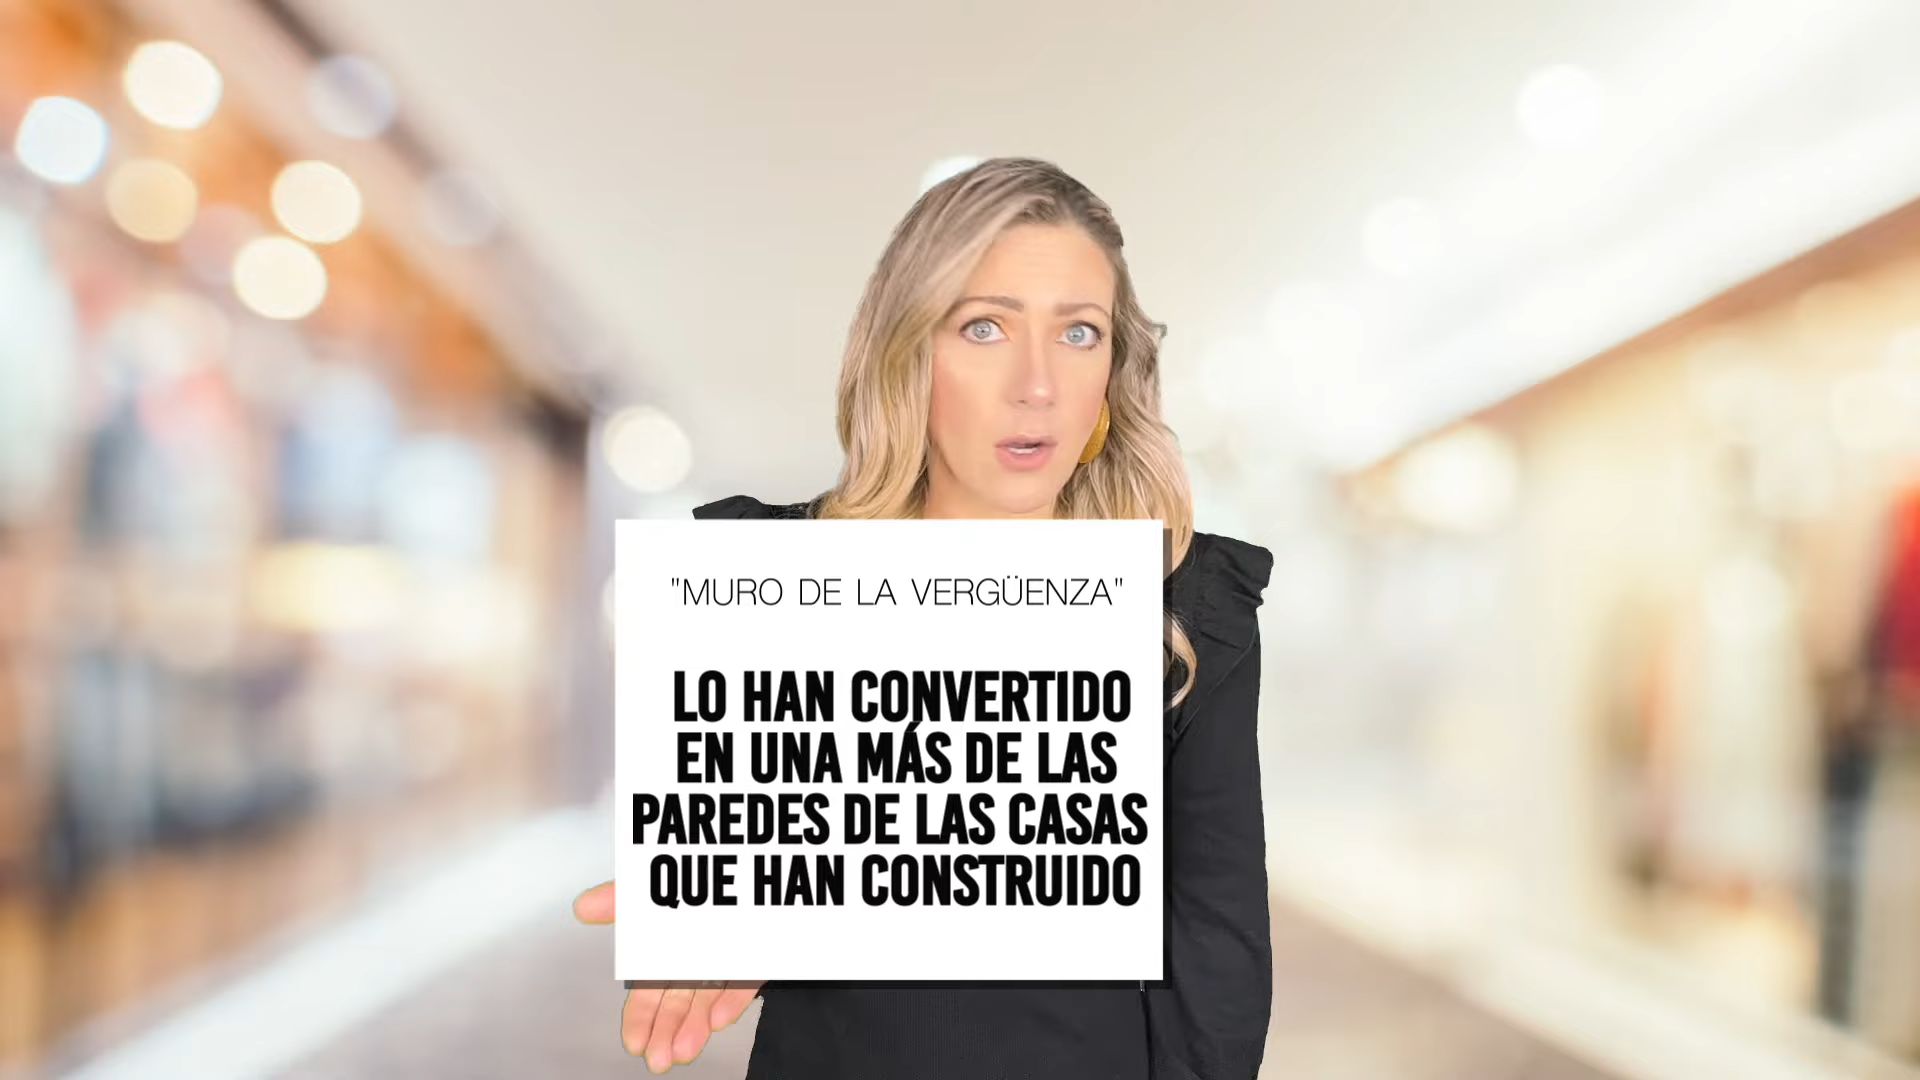 "MURO DE LA VERGÜENZA"
LO HAN CONVERTIDO
EN UNA MÁS DE LAS
PAREDES DE LAS CASAS
QUE HAN CONSTRUIDO